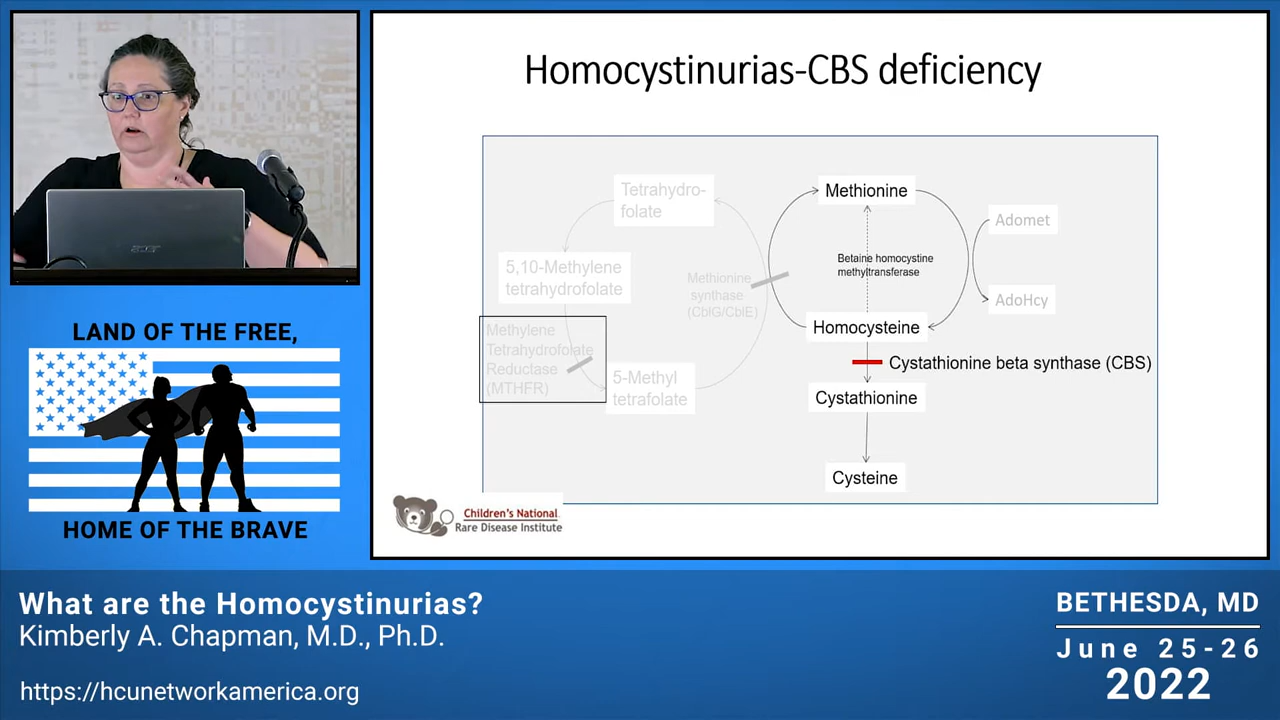 Homocystinurias-CBS deficiency
Tetrahydro-
folate
Methionine
Adomet
5,10-Methylene
tetrahydrofolate
Methionine
synthase
(CblG/CblE)
Betaine homocystine
methyltransferase
AdoHcy
Methylene
Tetrahydrofolate
Reductase
(MTHFR)
Homocysteine
Cystathionine beta synthase (CBS)
5-Methyl
tetrafolate
Cystathionine
Cysteine
Children's National
Rare Disease Institute
acer
LAND OF THE FREE,
HOME OF THE BRAVE
What are the Homocystinurias?
Kimberly A. Chapman, M.D., Ph.D.
https://hcunetworkamerica.org
BETHESDA, MD
June 25-26
2022